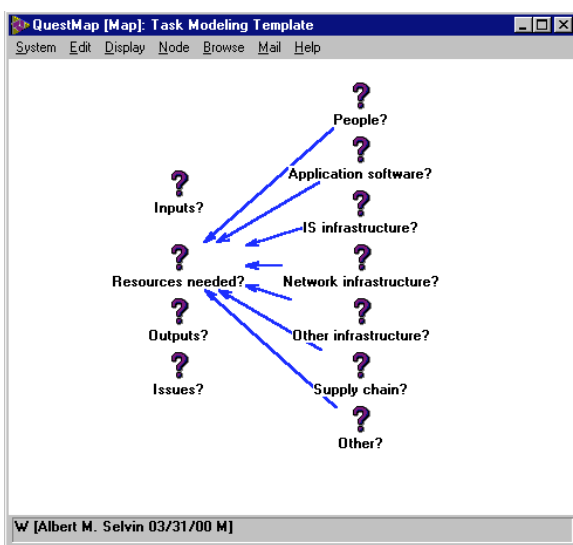 QuestMap [Map]: Task Modeling Template
System Edit Display Node Browse Mail Help
People?
Application software?
Inputs?
IS infrastructure?
Resources needed?
Network infrastructure?
Outputs?
Other infrastructure?
Issues?
Supply chain?
Other?
W [Albert M. Selvin 03/31/00 M]